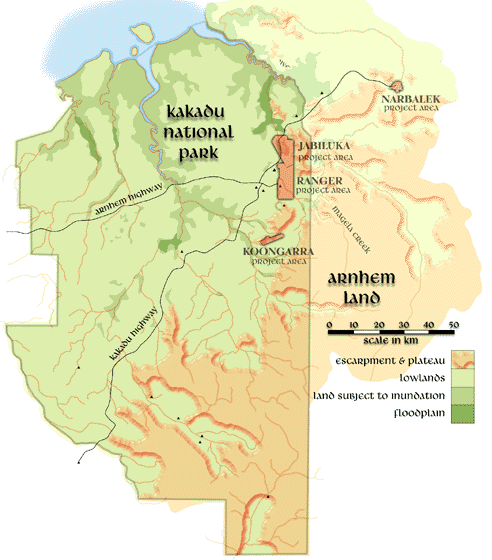 NARBALEK
PROJECT AREA
KAKADU
NATIONAL
PARK
JABILUKA
PROJECT AREA
RANGER
PROJECT AREA
ARNHEM HIGHWAY
MAGELA CREEK
KOONGARRA
PROJECT AREA
ARNHEM
LAND
KAKADU HIGHWAY
0 10 20 30 40 50
SCALE IN KM
ESCARPMENT & PLATEAU
LOWLANDS
LAND SUBJECT TO INUNDATION
FLOODPLAIN